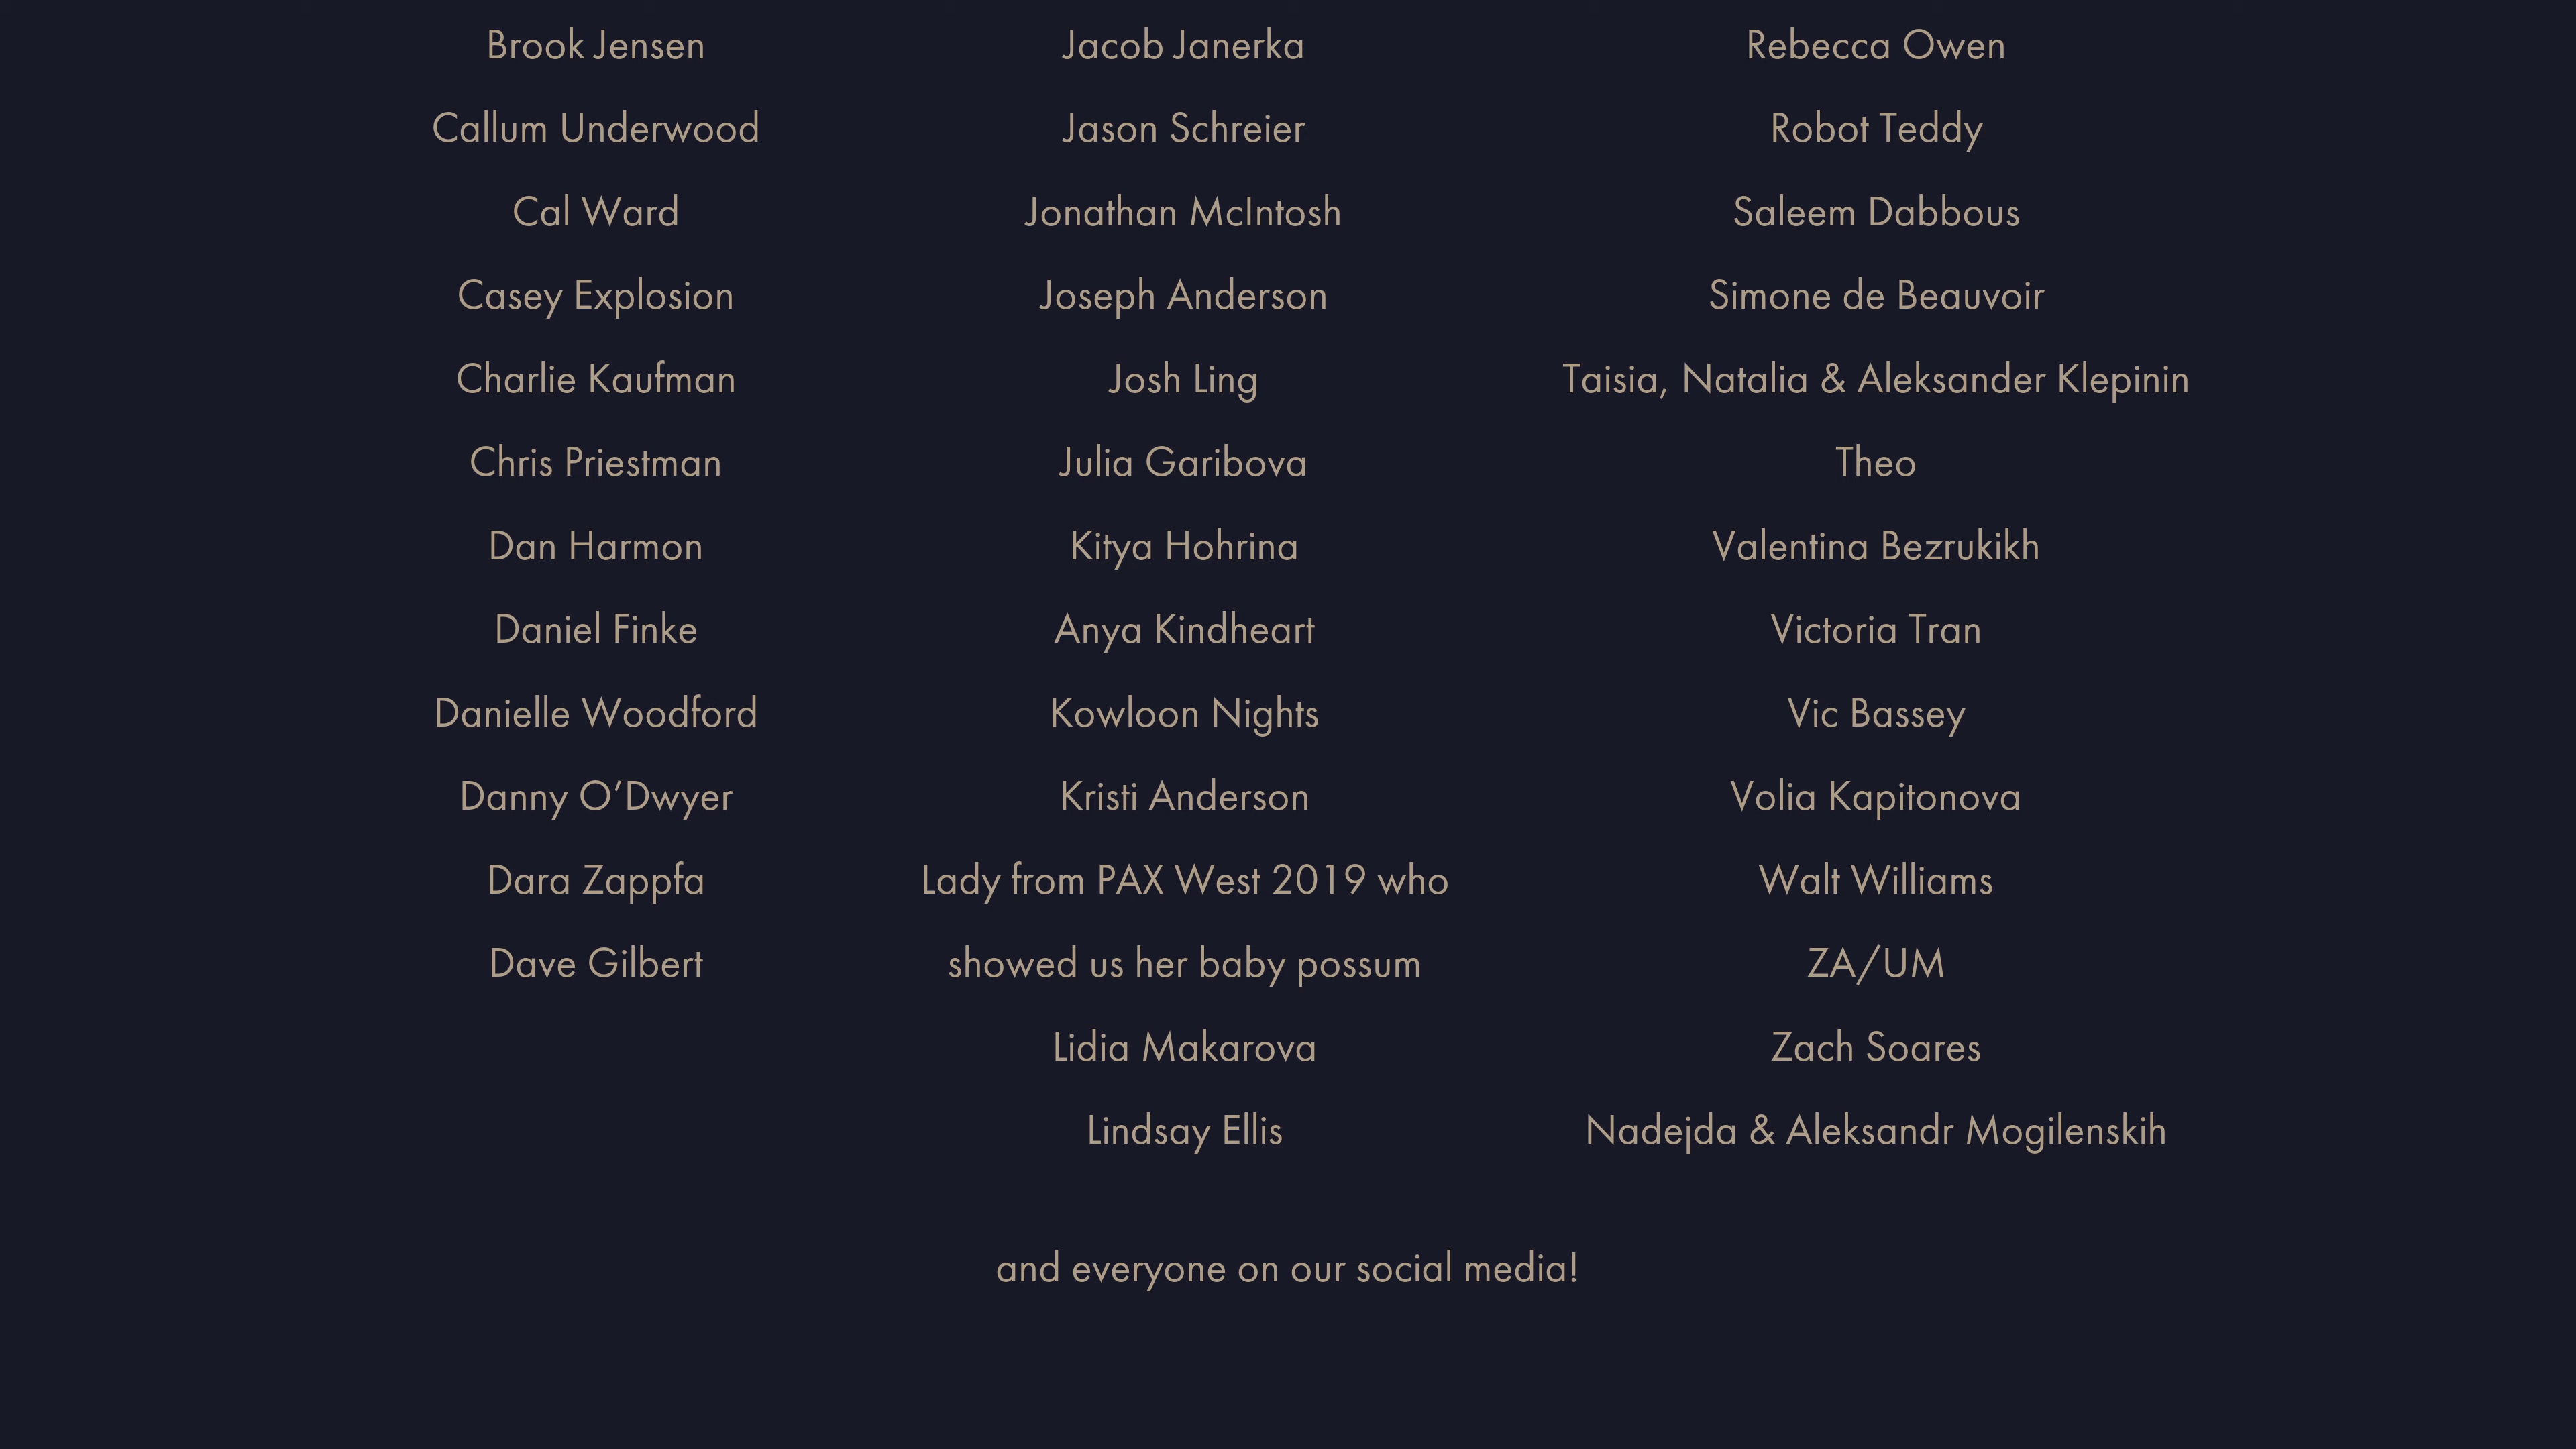 Brook Jensen
Callum Underwood
Cal Ward
Casey Explosion
Charlie Kaufman
Chris Priestman
Dan Harmon
Daniel Finke
Danielle Woodford
Danny O’Dwyer
Dara Zappfa
Dave Gilbert
Jacob Janerka
Jason Schreier
Jonathan McIntosh
Joseph Anderson
Josh Ling
Julia Garibova
Kitya Hohrina
Anya Kindheart
Kowloon Nights
Kristi Anderson
Lady from PAX West 2019 who
showed us her baby possum
Lidia Makarova
Lindsay Ellis
Rebecca Owen
Robot Teddy
Saleem Dabbous
Simone de Beauvoir
Taisia, Natalia & Aleksander Klepinin
Theo
Valentina Bezrukikh
Victoria Tran
Vic Bassey
Volia Kapitonova
Walt Williams
ZA/UM
Zach Soares
Nadejda & Aleksandr Mogilenskih
and everyone on our social media!